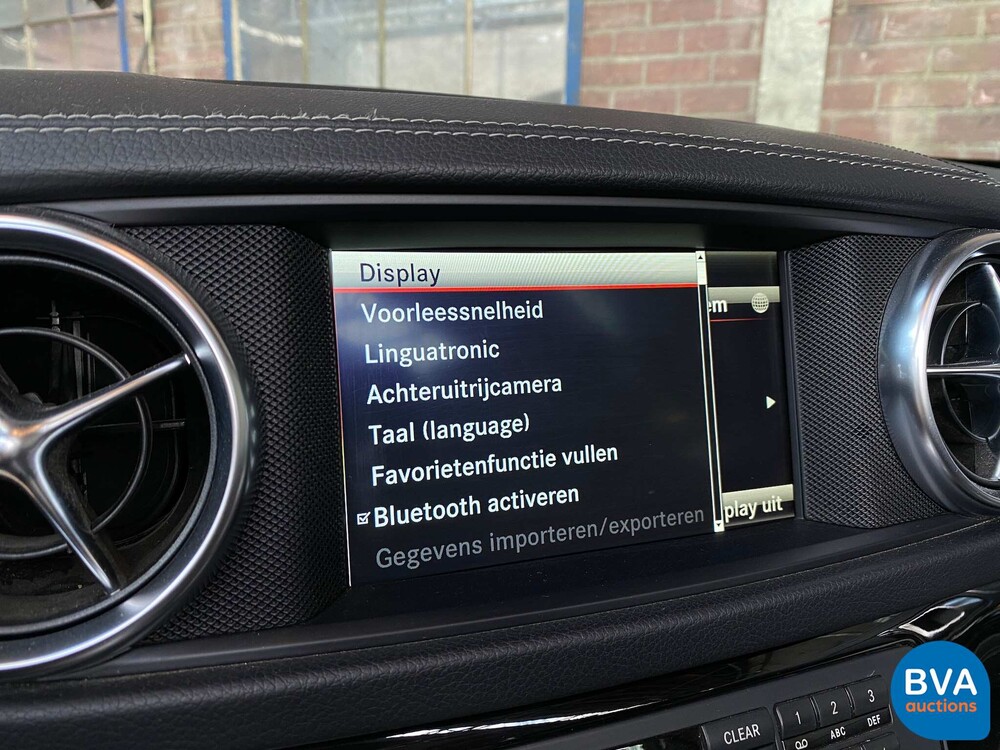 Display
Voorleessnelheid
Linguatronic
Achteruitrijcamera
Taal (language)
Favorietenfunctie vullen
Bluetooth activeren
Gegevens importeren/exporteren
em
play uit
CLEAR
1
2
3
ABC
DEF
BVA
auctions